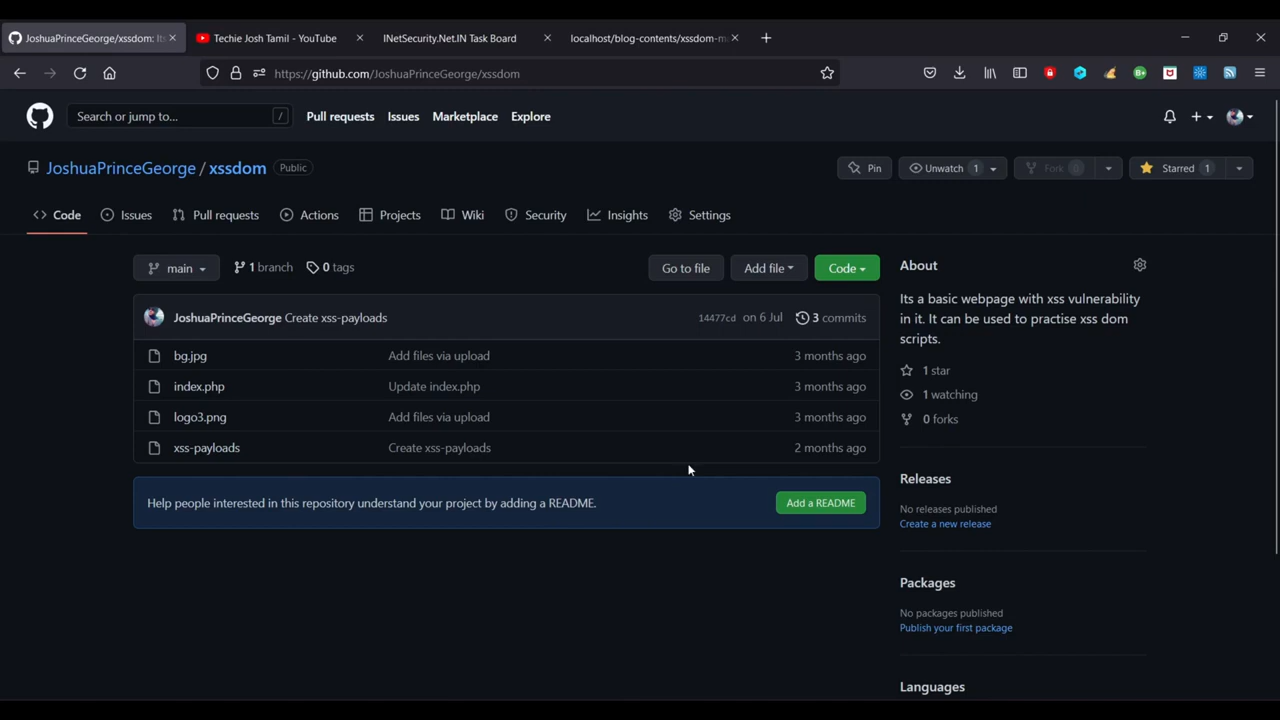 JoshuaPrinceGeorge/xssdom: Its
Techie Josh Tamil - YouTube
INetSecurity.Net.IN Task Board
localhost/blog-contents/xssdom-m
https://github.com/JoshuaPrinceGeorge/xssdom
Search or jump to... /
Pull requests
Issues
Marketplace
Explore
JoshuaPrinceGeorge / xssdom Public
Pin
Unwatch 1
Fork 0
Starred 1
Code
Issues
Pull requests
Actions
Projects
Wiki
Security
Insights
Settings
main
1 branch
0 tags
Go to file
Add file
Code
JoshuaPrinceGeorge Create xss-payloads 14477cd on 6 Jul 3 commits
bg.jpg Add files via upload 3 months ago
index.php Update index.php 3 months ago
logo3.png Add files via upload 3 months ago
xss-payloads Create xss-payloads 2 months ago
Help people interested in this repository understand your project by adding a README.
Add a README
About
Its a basic webpage with xss vulnerability
in it. It can be used to practise xss dom
scripts.
1 star
1 watching
0 forks
Releases
No releases published
Create a new release
Packages
No packages published
Publish your first package
Languages